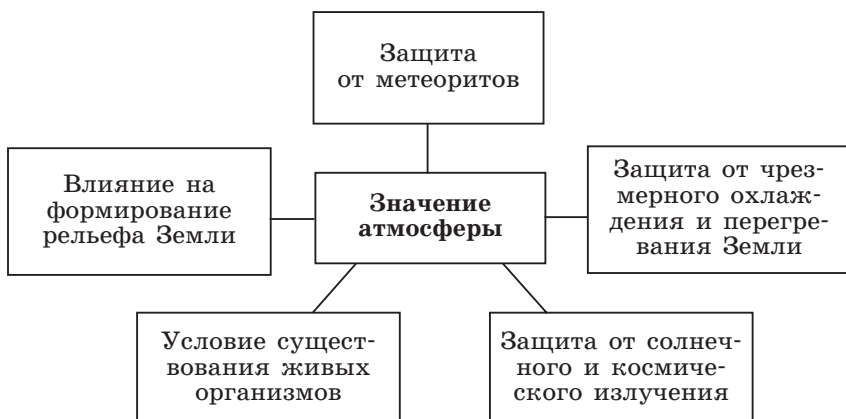 Защита
от метеоритов
Влияние на
формирование
рельефа Земли
Значение
атмосферы
Защита от чрез-
мерного охлаж-
дения и перегре-
вания Земли
Условие сущест-
вования живых
организмов
Защита от солнеч-
ного и космиче-
ского излучения